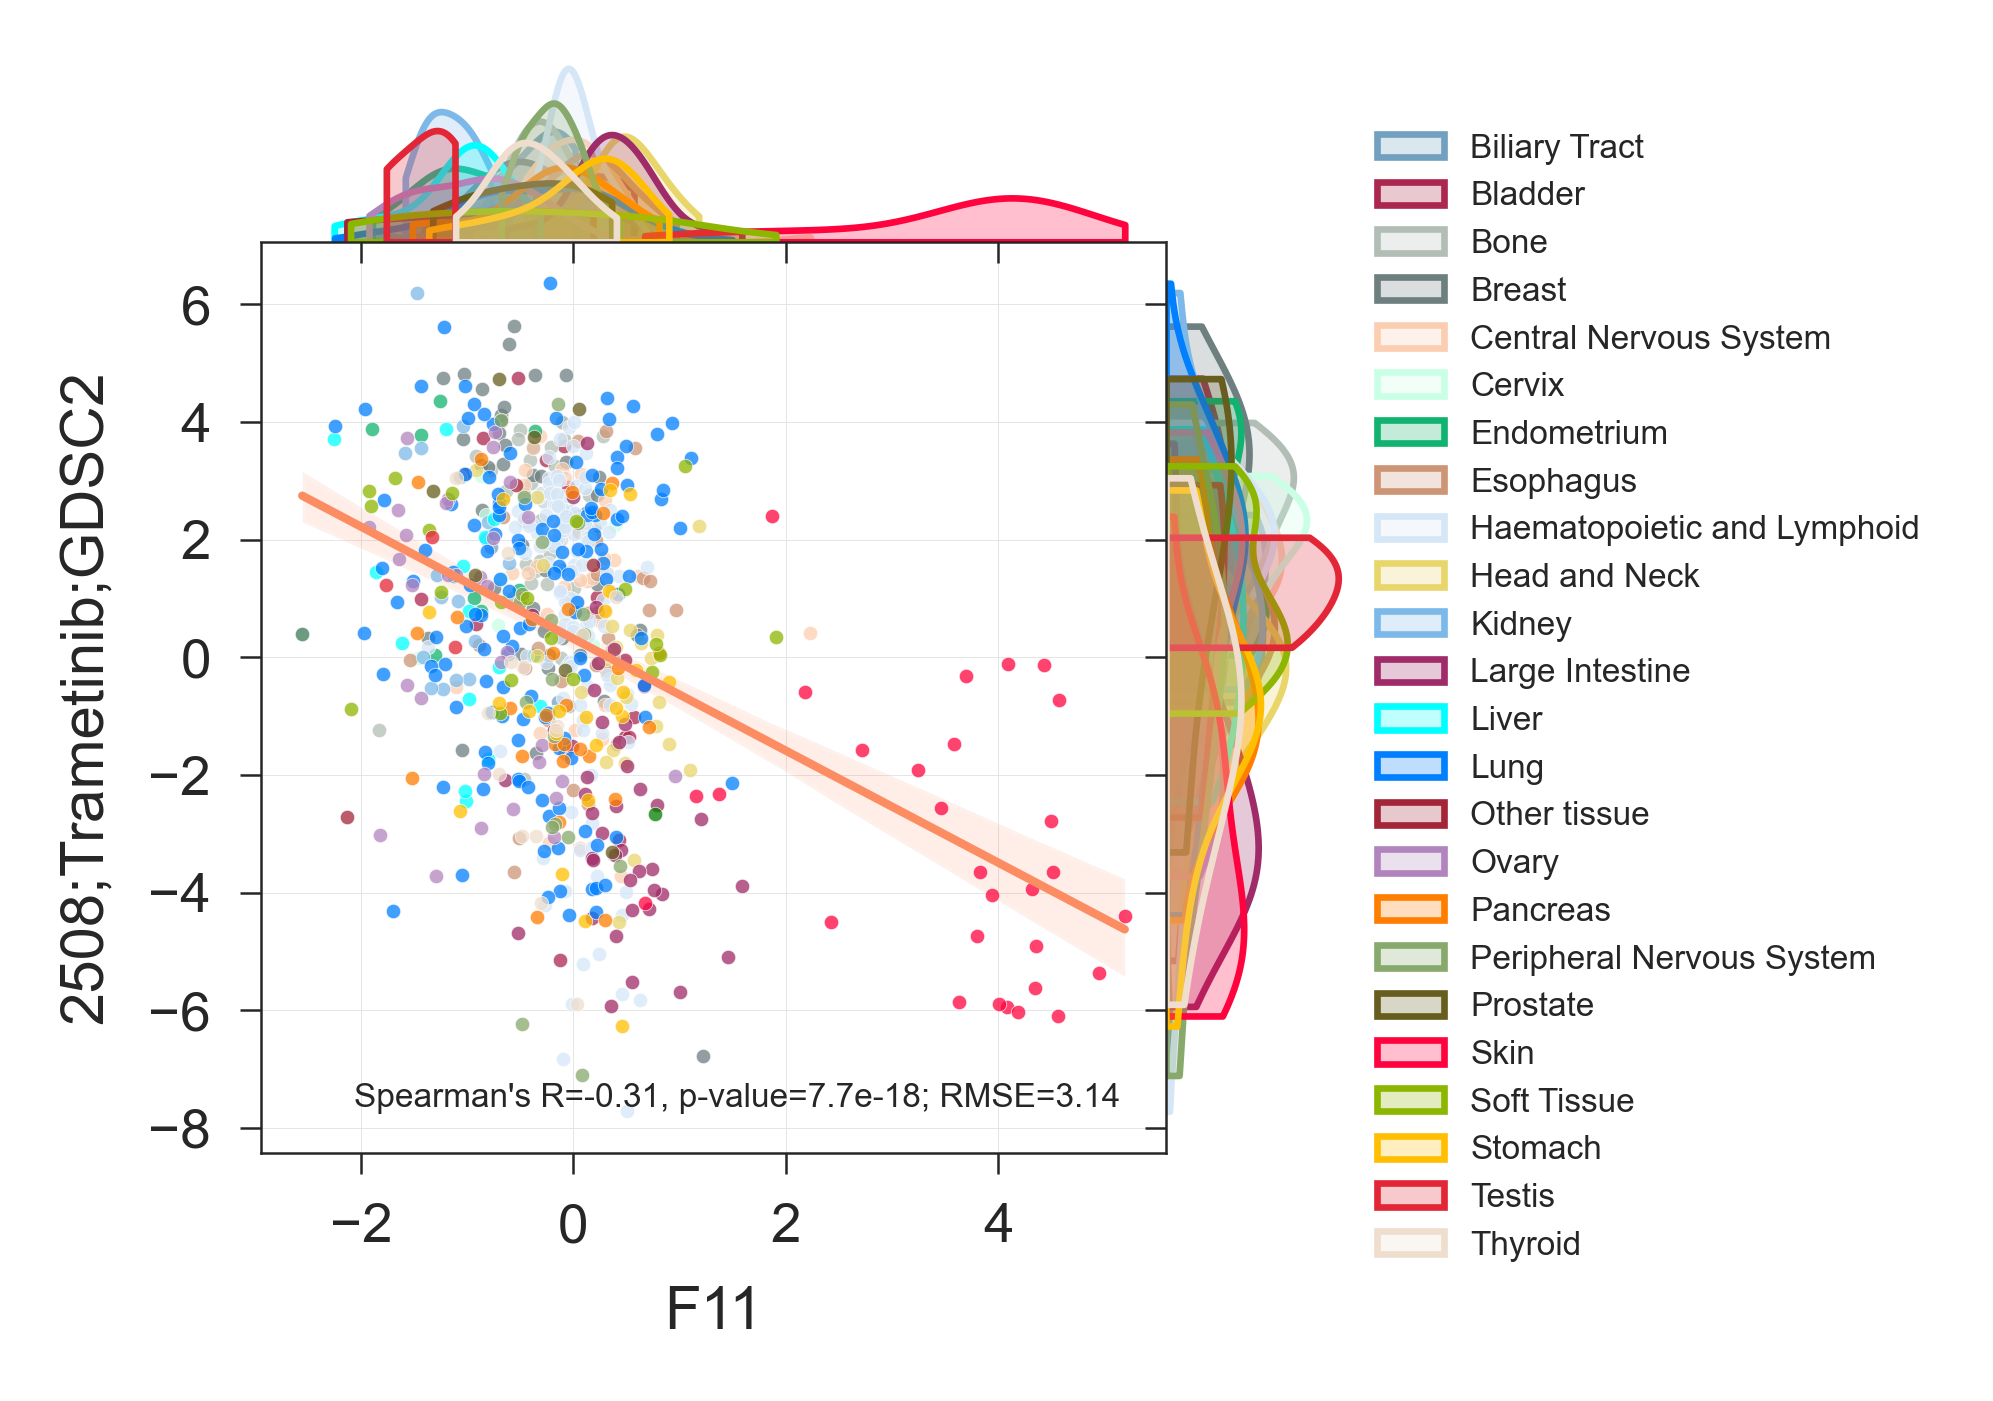 2508;Trametinib;GDSC2
6
4
2
0
−2
−4
−6
−8
Spearman's R=-0.31, p-value=7.7e-18; RMSE=3.14
−2
0
2
4
F11
Biliary Tract
Bladder
Bone
Breast
Central Nervous System
Cervix
Endometrium
Esophagus
Haematopoietic and Lymphoid
Head and Neck
Kidney
Large Intestine
Liver
Lung
Other tissue
Ovary
Pancreas
Peripheral Nervous System
Prostate
Skin
Soft Tissue
Stomach
Testis
Thyroid